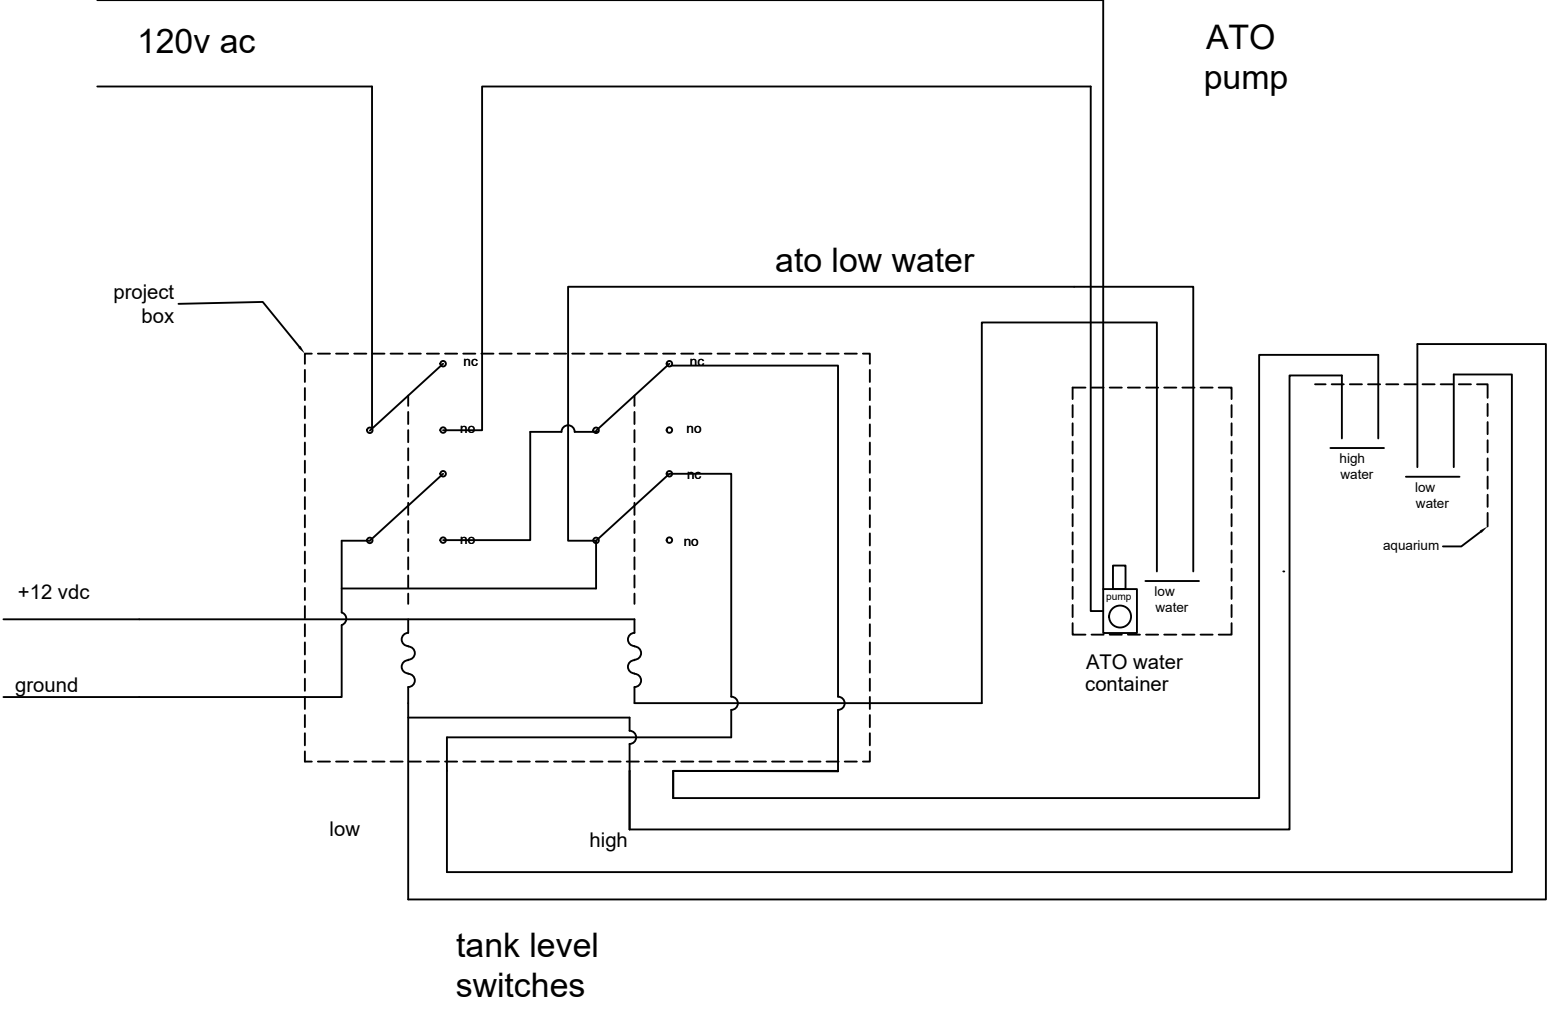 120v ac
ATO
pump
ato low water
project
box
nc
nc
no
no
nc
no
no
high
water
low
water
aquarium
+12 vdc
pump
low
water
ground
ATO water
container
low
high
tank level
switches